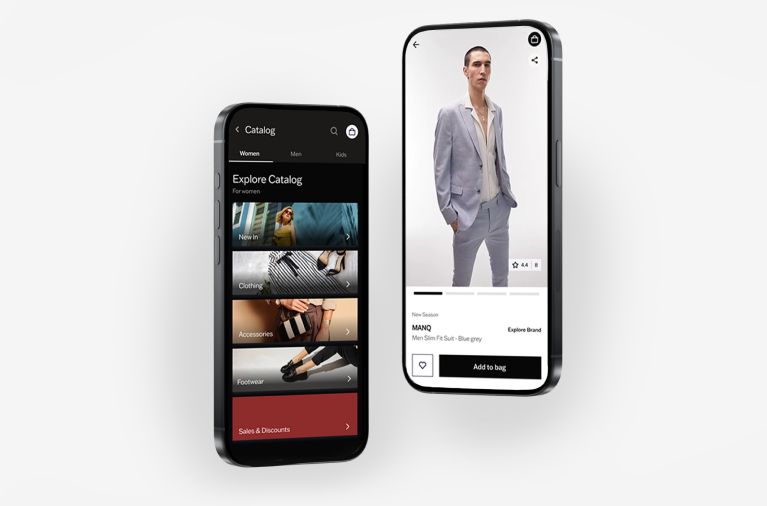 Catalog
Women Men Kids
Explore Catalog
For women
New In
Clothing
Accessories
Footwear
Sales & Discounts
4.4 8
New Season
MANQ
Explore Brand
Men Slim Fit Suit - Blue grey
Add to bag